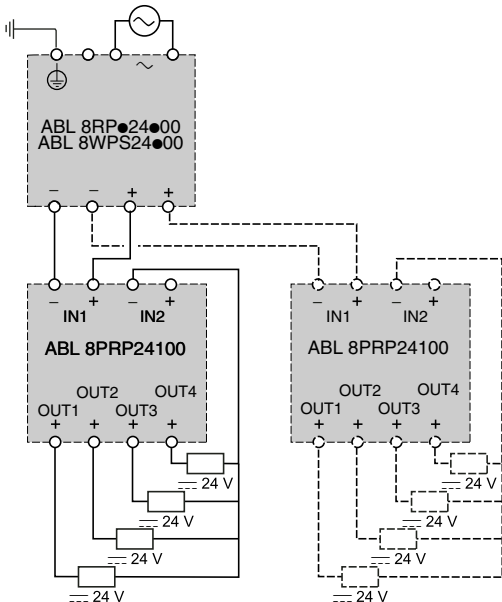 ABL 8RP●24●00
ABL 8WPS24●00
− − + +
− + − +
IN1 IN2
ABL 8PRP24100
OUT1 OUT2 OUT3 OUT4
+ + + +
24 V
24 V
24 V
24 V
− + − +
IN1 IN2
ABL 8PRP24100
OUT1 OUT2 OUT3 OUT4
+ + + +
24 V
24 V
24 V
24 V